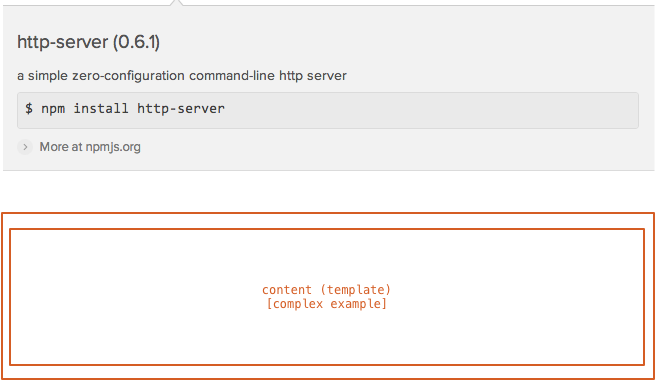 http-server (0.6.1)
a simple zero-configuration command-line http server
$ npm install http-server
More at npmjs.org
content (template)
[complex example]